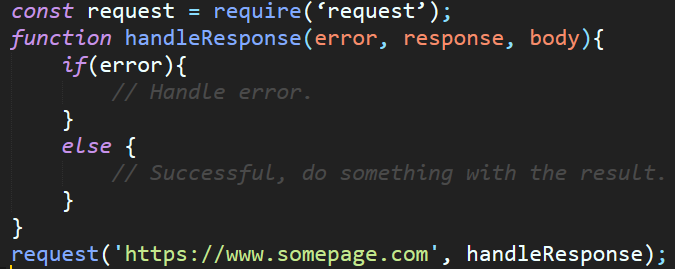 const request = require(‘request’);
function handleResponse(error, response, body){
    if(error){
        // Handle error.
    }
    else {
        // Successful, do something with the result.
    }
}
request('https://www.somepage.com', handleResponse);